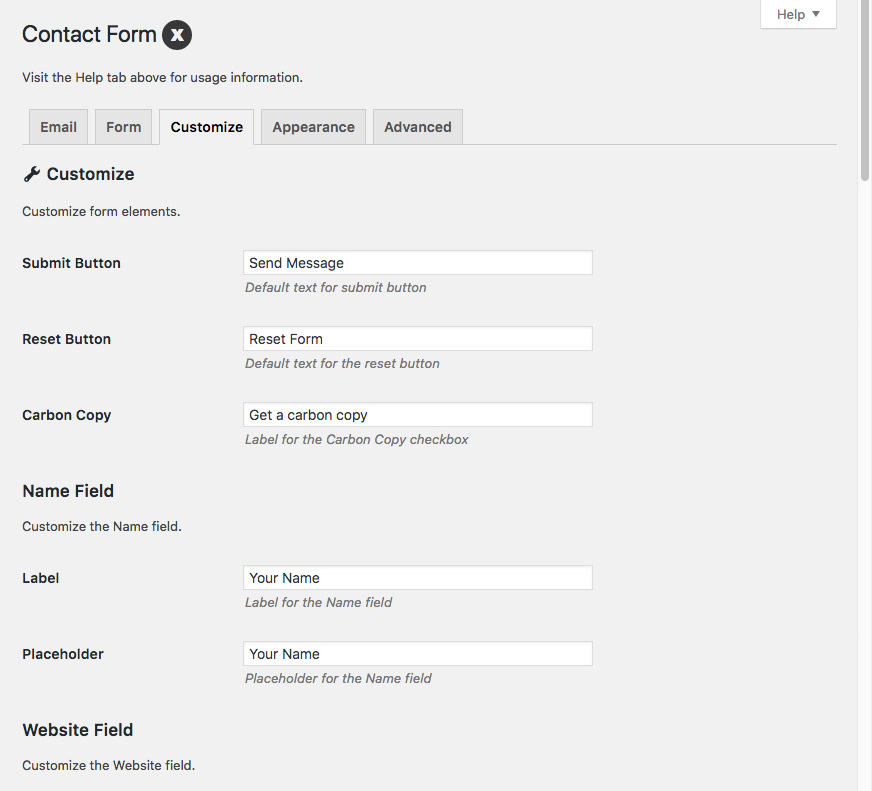 Help ▼
Contact Form X
Visit the Help tab above for usage information.
Email Form Customize Appearance Advanced
Customize
Customize form elements.
Submit Button Send Message
Default text for submit button
Reset Button Reset Form
Default text for the reset button
Carbon Copy Get a carbon copy
Label for the Carbon Copy checkbox
Name Field
Customize the Name field.
Label Your Name
Label for the Name field
Placeholder Your Name
Placeholder for the Name field
Website Field
Customize the Website field.